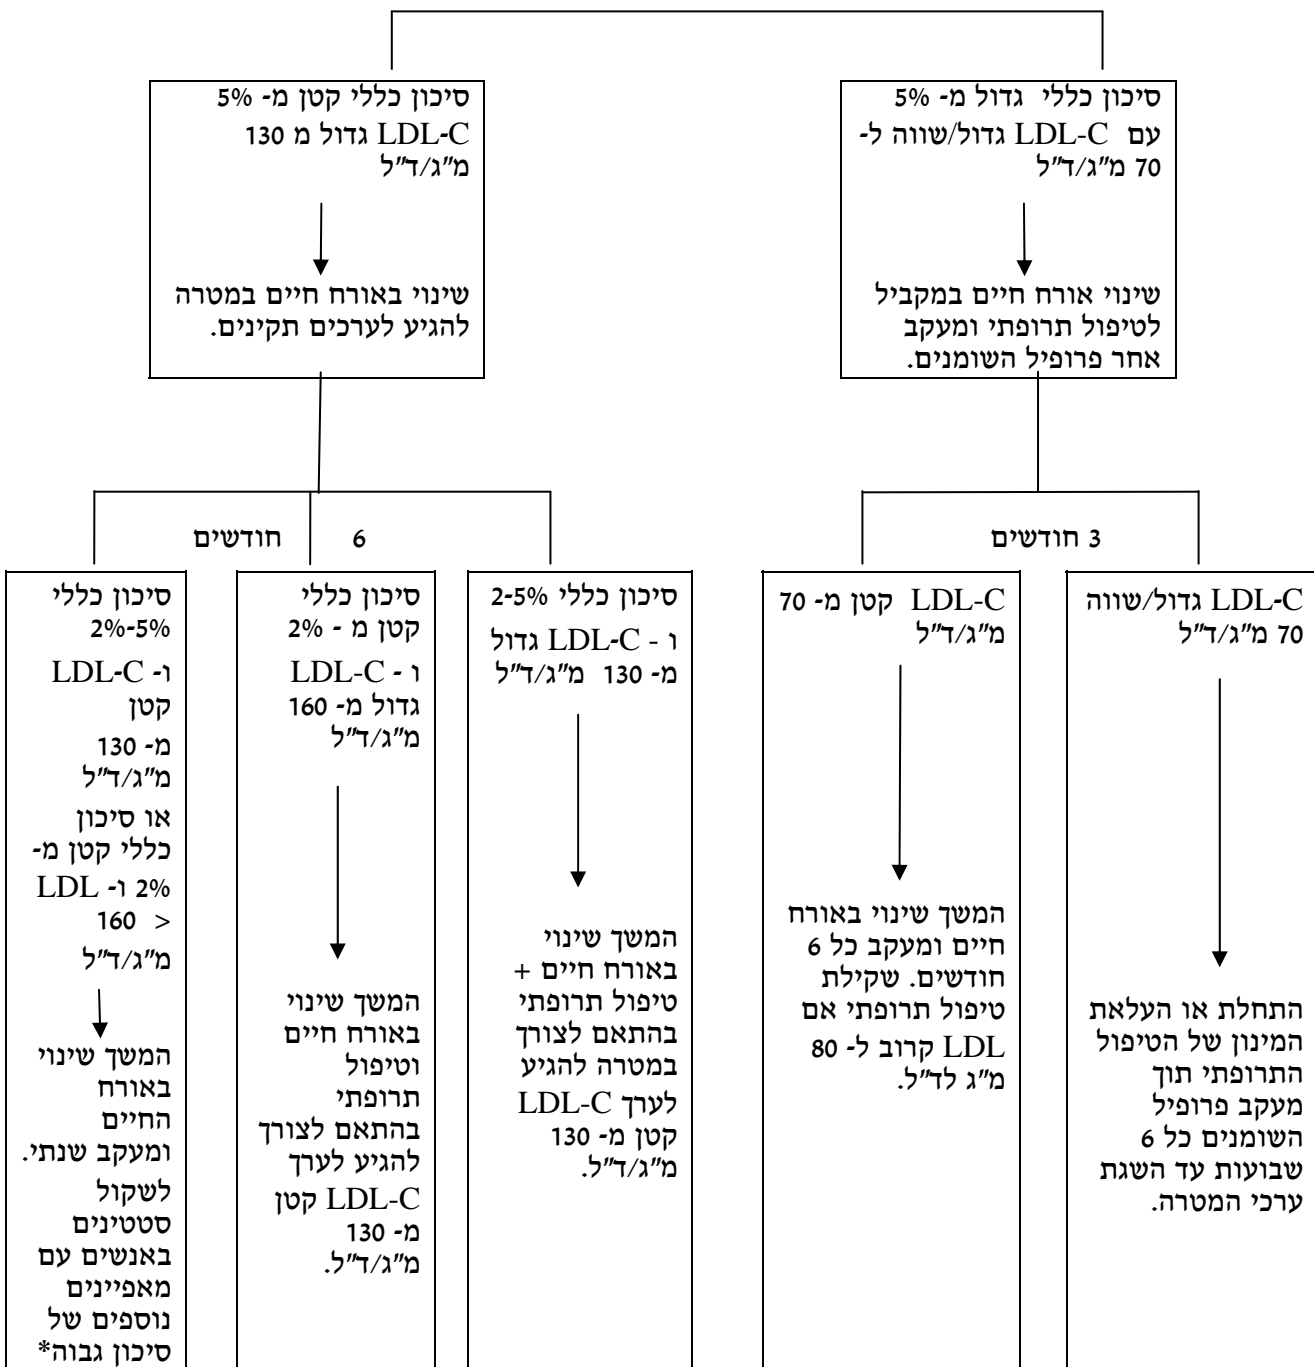 סיכון כללי גדול מ- 5%
עם LDL-C גדול/שווה ל-
70 מ"ג/ד"ל
שינוי אורח חיים במקביל
לטיפול תרופתי ומעקב
אחר פרופיל השומנים.
סיכון כללי קטן מ- 5%
LDL-C גדול מ 130
מ"ג/ד"ל
שינוי באורח חיים במטרה
להגיע לערכים תקינים.
3 חודשים
6 חודשים
LDL-C גדול/שווה
70 מ"ג/ד"ל
התחלת או העלאת
המינון של הטיפול
התרופתי תוך
מעקב פרופיל
השומנים כל 6
שבועות עד השגת
ערכי המטרה.
LDL-C קטן מ- 70
מ"ג/ד"ל
המשך שינוי באורח
חיים ומעקב כל 6
חודשים. שקילת
טיפול תרופתי אם
LDL קרוב ל- 80
מ"ג לד"ל.
סיכון כללי 2-5%
ו - LDL-C גדול
מ- 130 מ"ג/ד"ל
המשך שינוי
באורח חיים +
טיפול תרופתי
בהתאם לצורך
במטרה להגיע
לערך LDL-C
קטן מ- 130
מ"ג/ד"ל.
סיכון כללי
קטן מ - 2%
ו - LDL-C
גדול מ- 160
מ"ג/ד"ל
המשך שינוי
באורח חיים
וטיפול
תרופתי
בהתאם לצורך
להגיע לערך
LDL-C קטן
מ- 130
מ"ג/ד"ל.
סיכון כללי
2%-5%
ו- LDL-C
קטן
מ- 130
מ"ג/ד"ל
או סיכון
כללי קטן מ-
2% ו- LDL
< 160
מ"ג/ד"ל
המשך שינוי
באורח
החיים
ומעקב שנתי.
לשקול
סטטינים
באנשים עם
מאפיינים
נוספים של
סיכון גבוה*